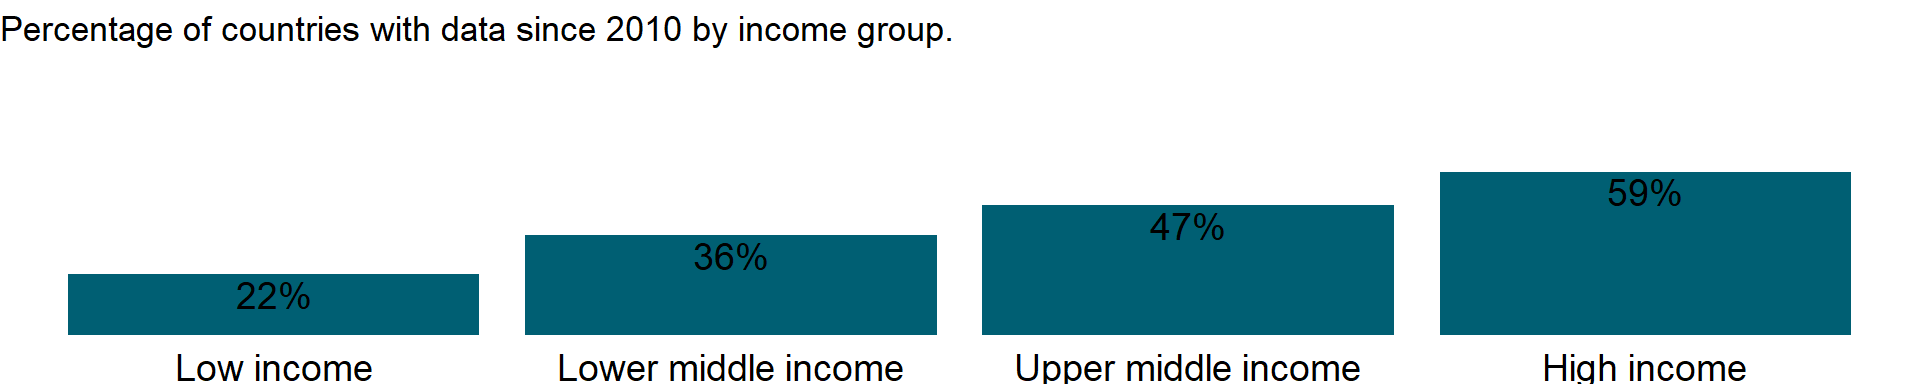 Percentage of countries with data since 2010 by income group.
59%
47%
36%
22%
Low income Lower middle income Upper middle income High income